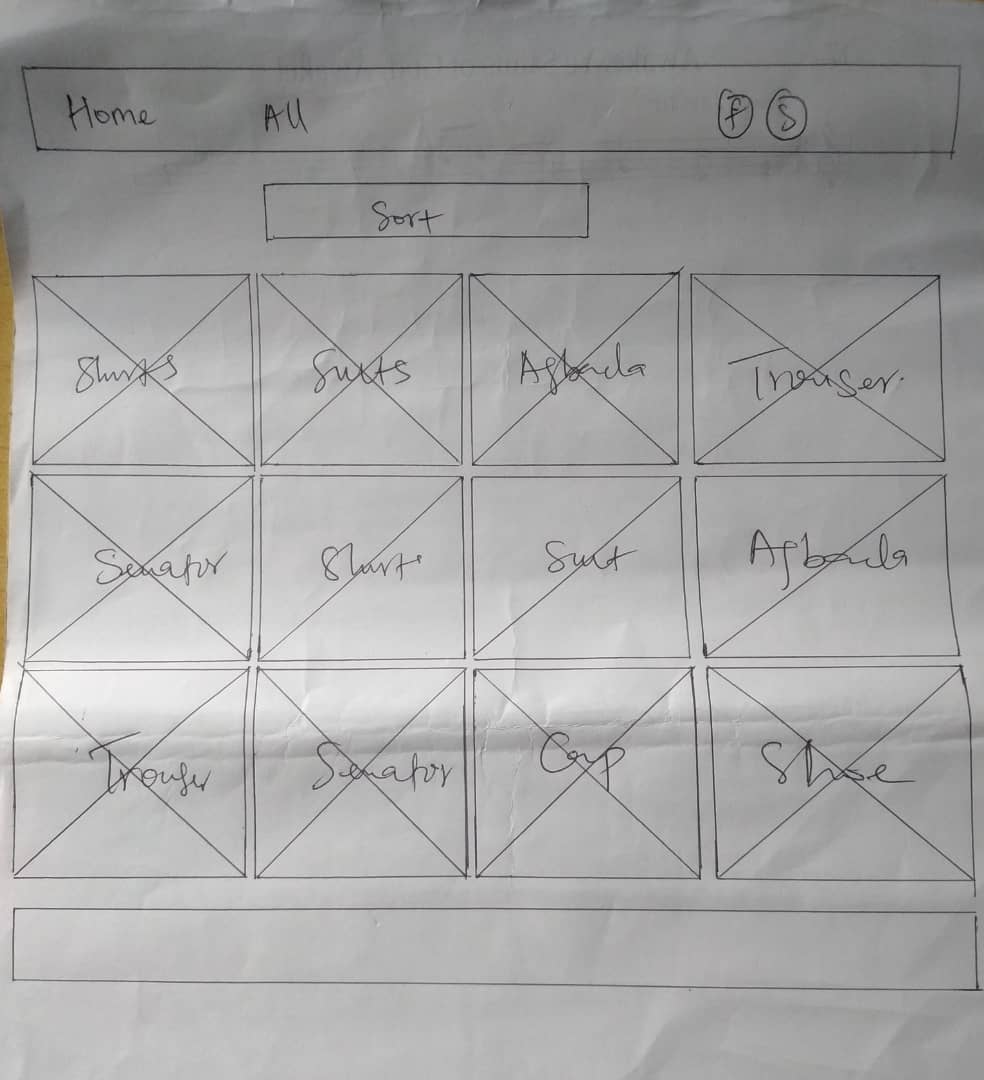 Home All F S
Sort
Shirts Suits Agbada Trouser.
Senator Shirt Suit Agbada
Trouser Senator Cap Shoe